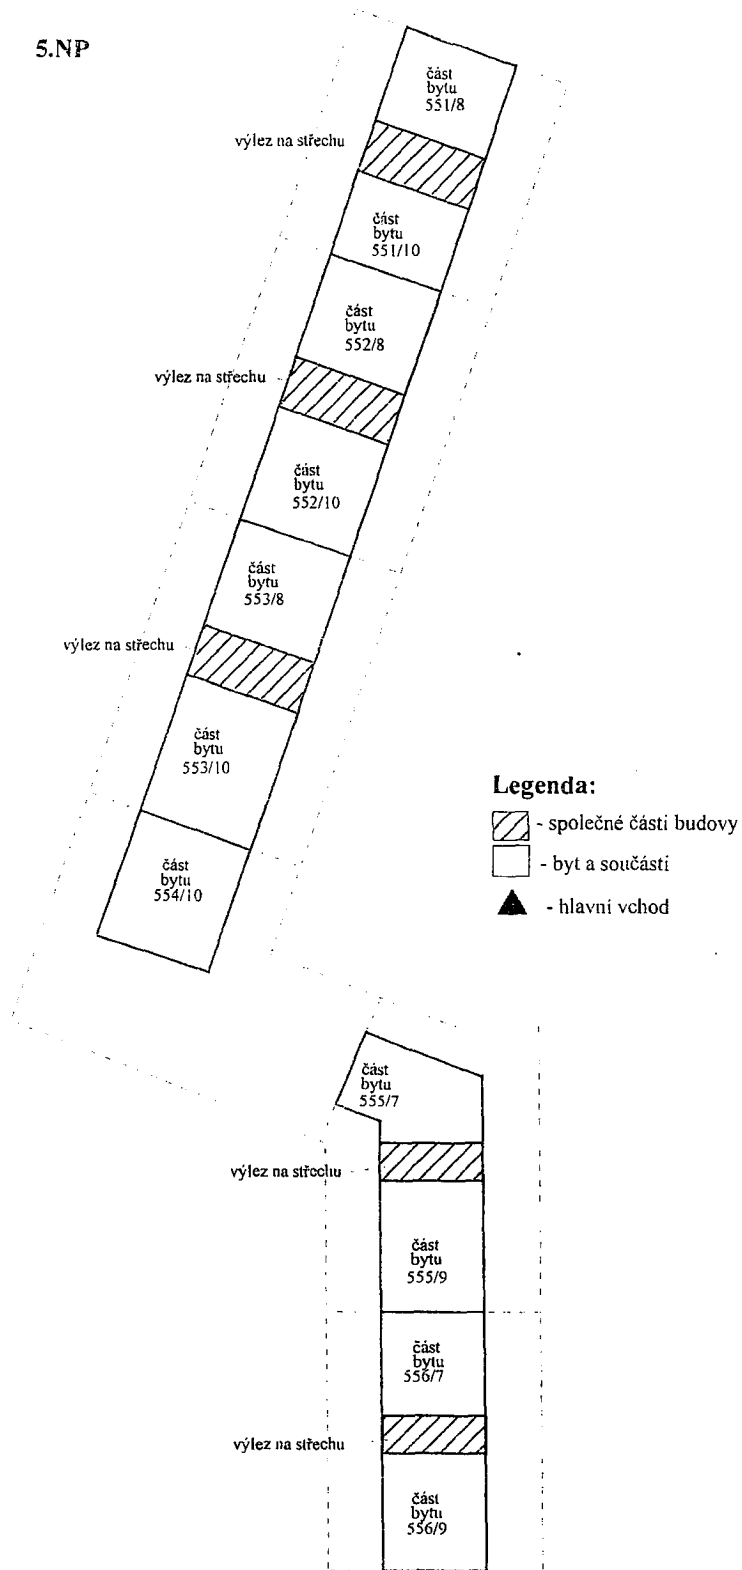 5.NP
část
bytu
551/8
výlez na střechu
část
bytu
551/10
část
bytu
552/8
výlez na střechu
část
bytu
552/10
část
bytu
553/8
výlez na střechu
část
bytu
553/10
část
bytu
554/10
Legenda:
- společné části budovy
- byt a součásti
- hlavní vchod
část
bytu
555/7
výlez na střechu
část
bytu
555/9
část
bytu
556/7
výlez na střechu
část
bytu
556/9